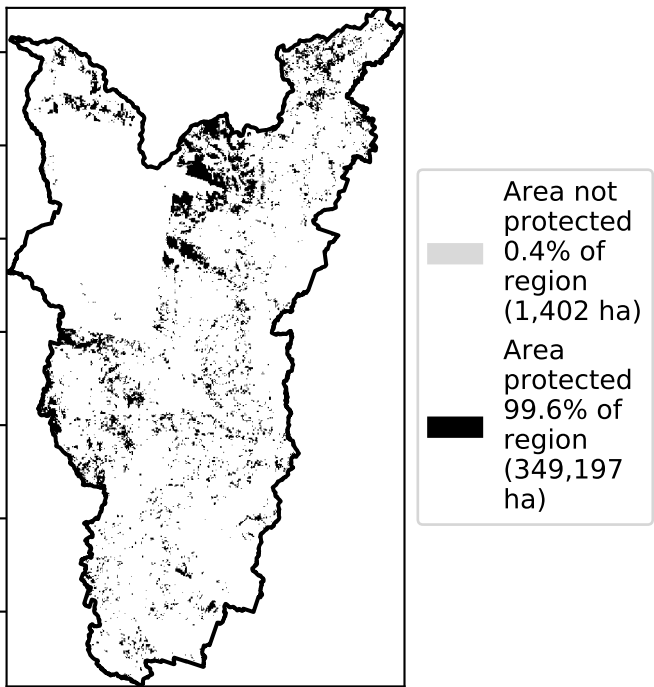 Area not
protected
0.4% of
region
(1,402 ha)
Area
protected
99.6% of
region
(349,197
ha)